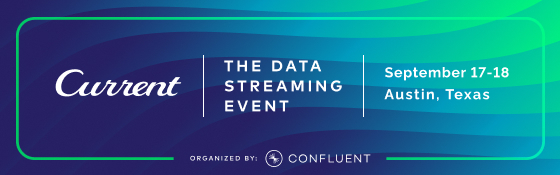 Current
THE DATA
STREAMING
EVENT
September 17-18
Austin, Texas
ORGANIZED BY: CONFLUENT